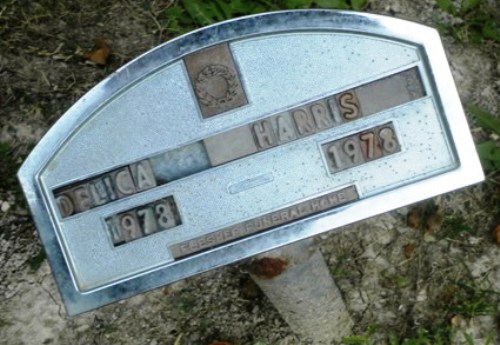 DELICA HARRIS
1978 1978
FUNERAL HOME